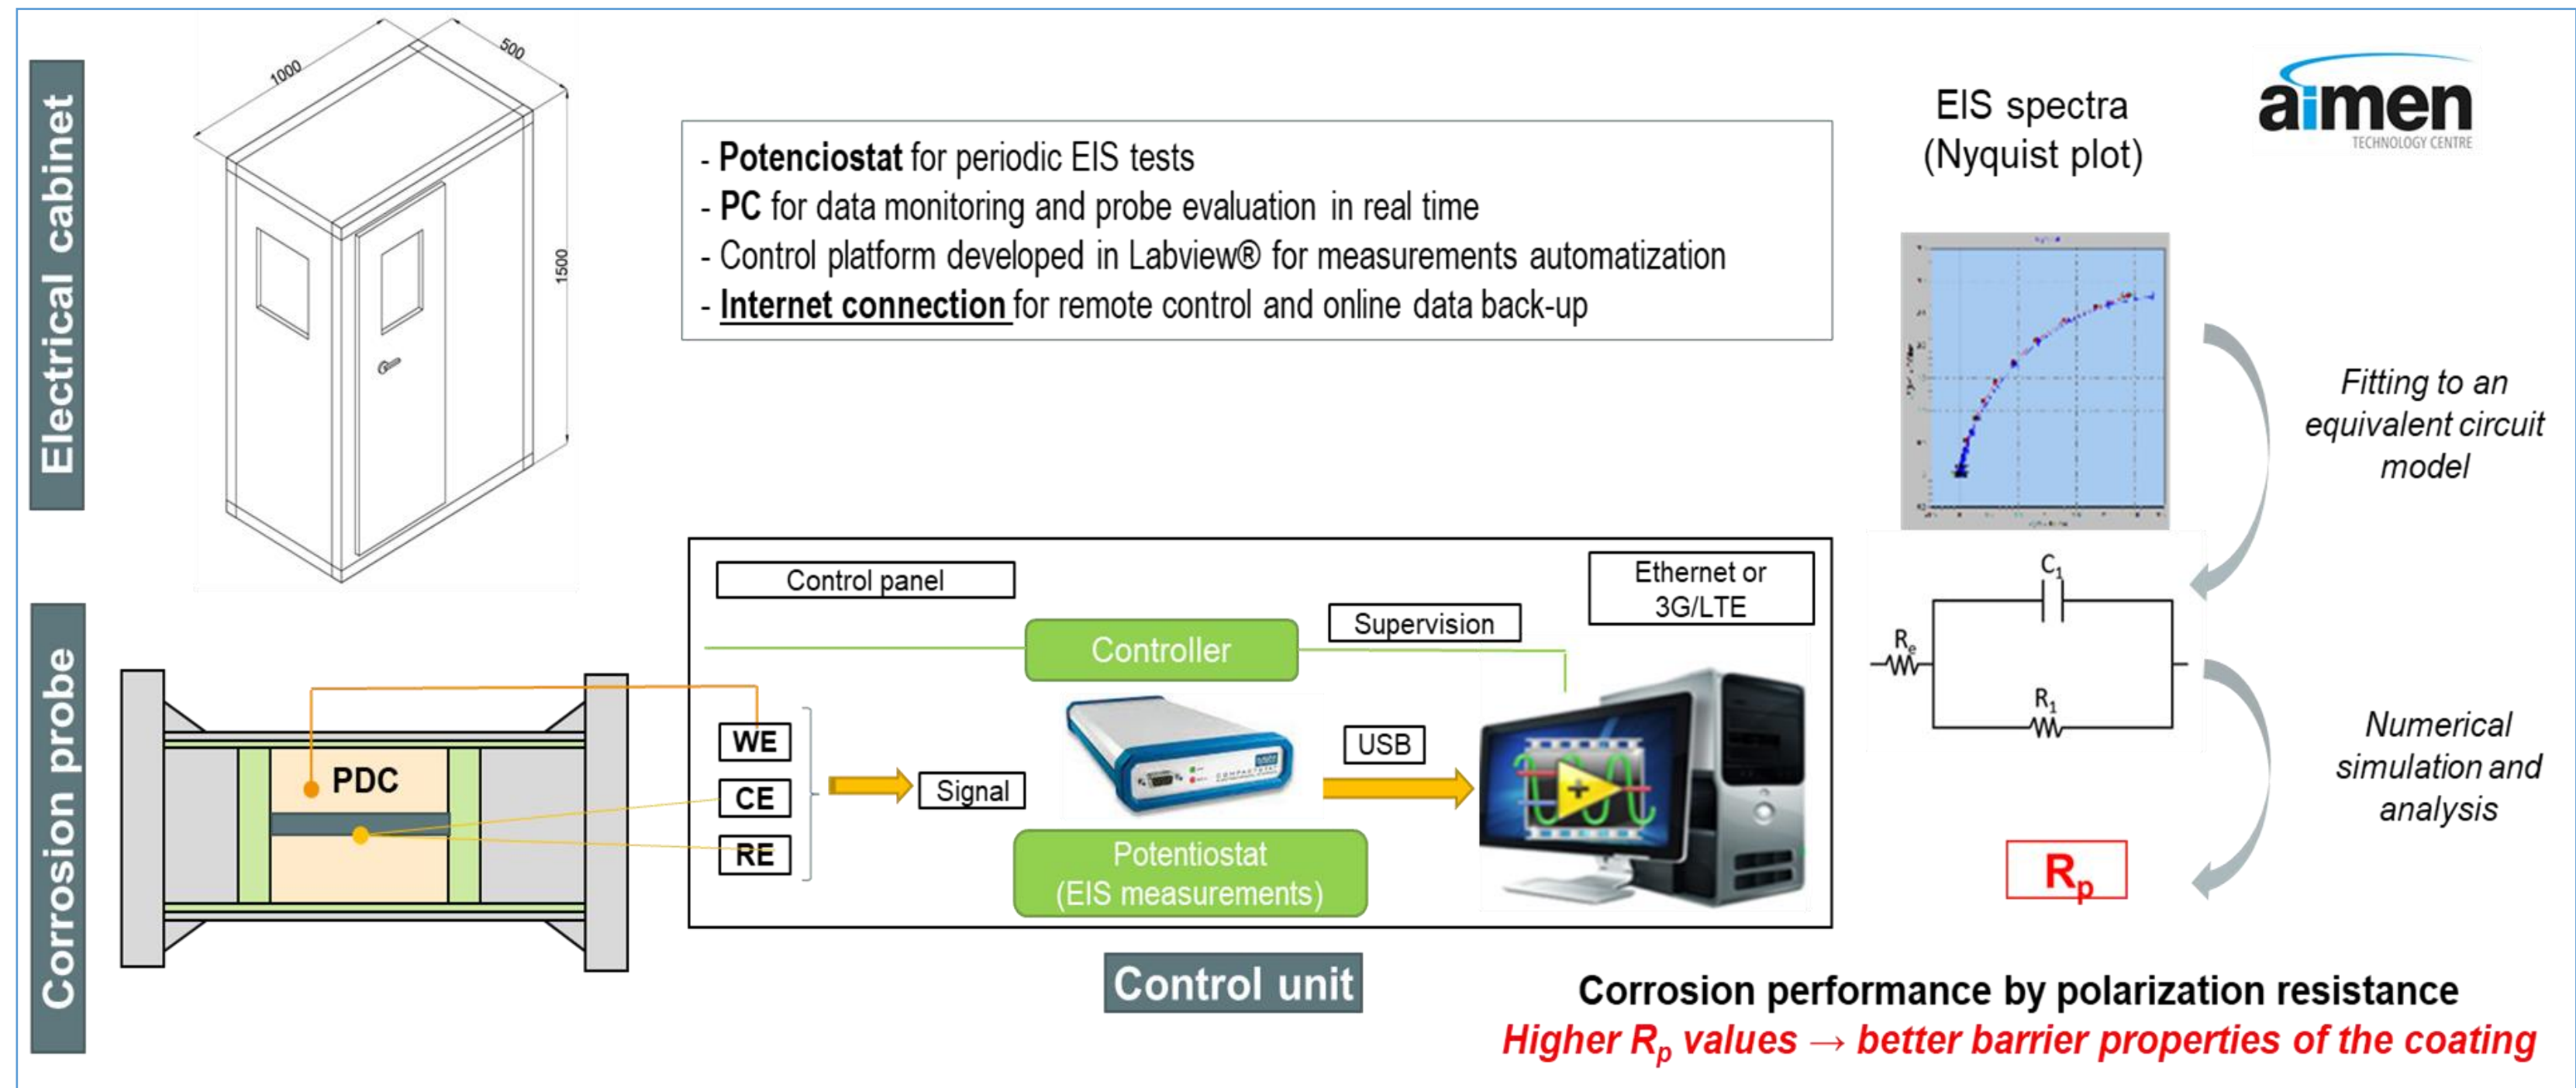 Electrical cabinet
1000
500
1500
- Potenciostat for periodic EIS tests
- PC for data monitoring and probe evaluation in real time
- Control platform developed in Labview® for measurements automatization
- Internet connection for remote control and online data back-up
EIS spectra
(Nyquist plot)
aimen
TECHNOLOGY CENTRE
Fitting to an
equivalent circuit
model
C1
Re
R1
Numerical
simulation and
analysis
Rp
Corrosion probe
PDC
Control panel
Controller
Supervision
Ethernet or
3G/LTE
WE
CE
RE
Signal
COMPACTSTAT
USB
Potentiostat
(EIS measurements)
Control unit
Corrosion performance by polarization resistance
Higher Rp values → better barrier properties of the coating